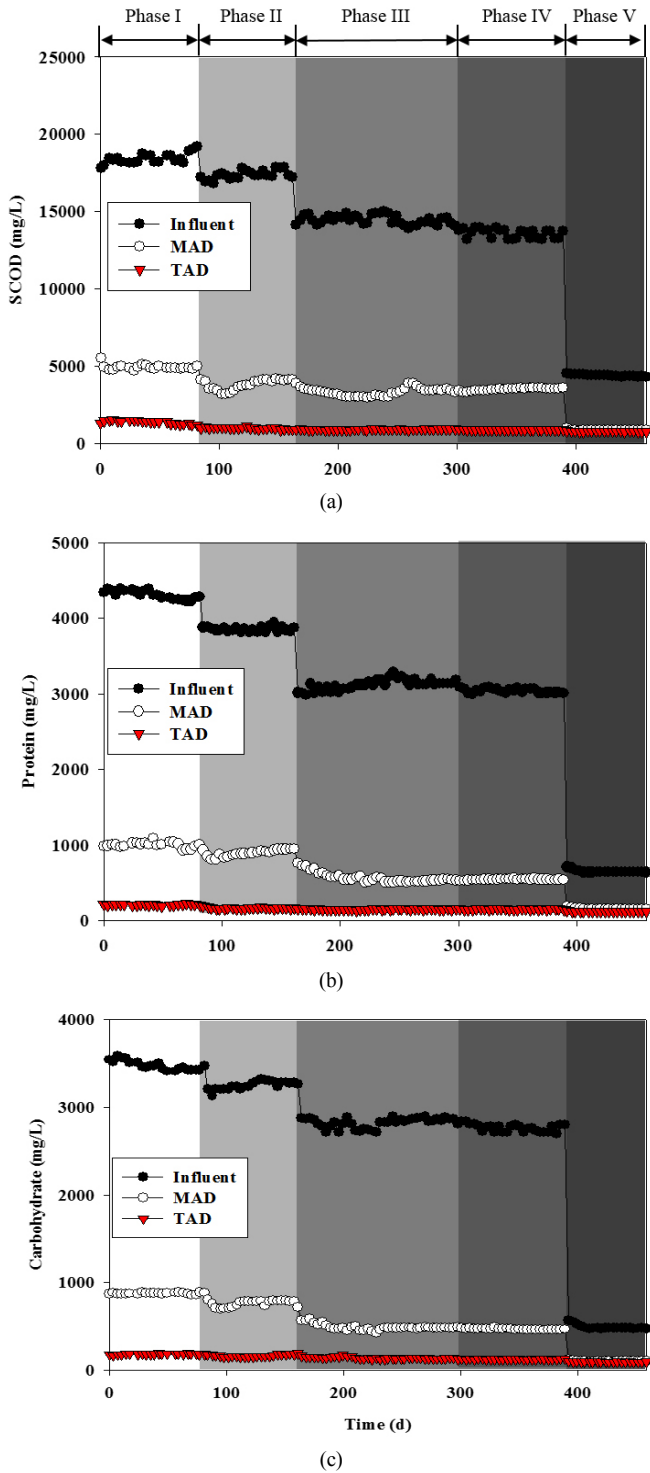 Phase I Phase II Phase III Phase IV Phase V
25000
20000
15000
10000
5000
0
SCOD (mg/L)
Influent
MAD
TAD
0 100 200 300 400
(a)
5000
4000
3000
2000
1000
0
Protein (mg/L)
Influent
MAD
TAD
0 100 200 300 400
(b)
4000
3000
2000
1000
0
Carbohydrate (mg/L)
Influent
MAD
TAD
0 100 200 300 400
Time (d)
(c)